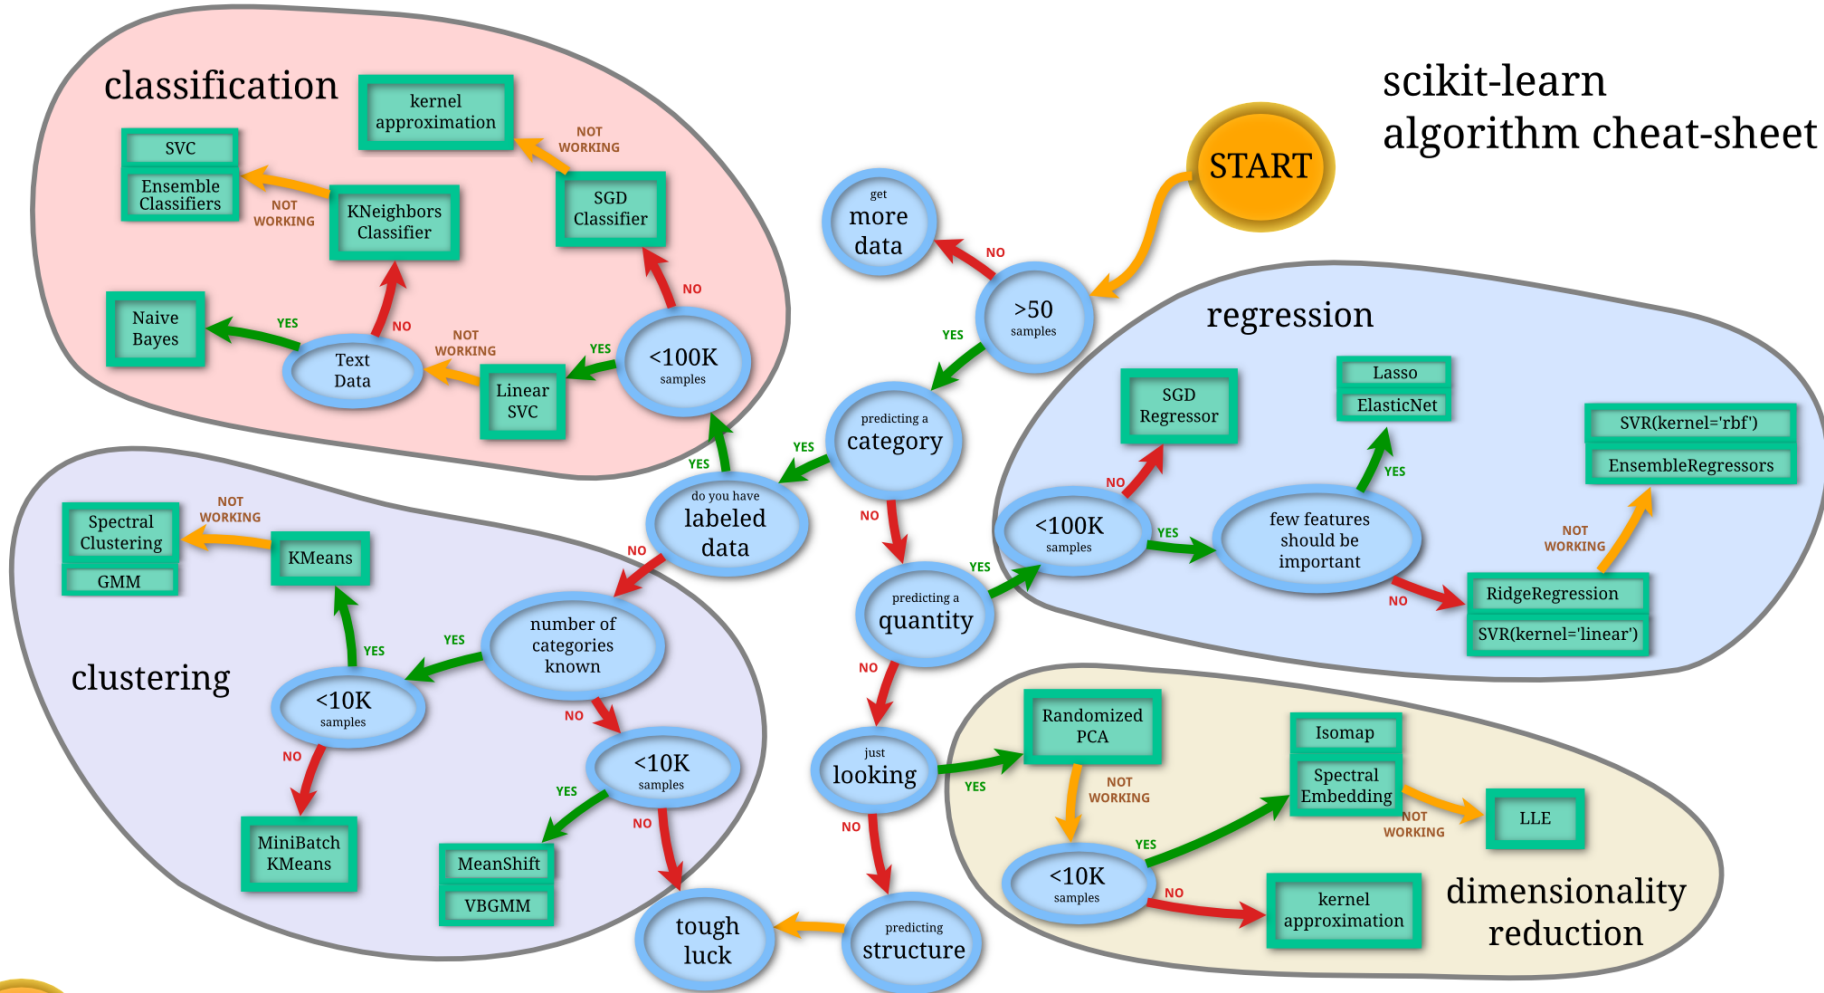 scikit-learn
algorithm cheat-sheet
START
get
more
data
NO
>50
samples
YES
predicting a
category
YES
NO
do you have
labeled
data
YES
NO
predicting a
quantity
YES
NO
just
looking
YES
NO
predicting
structure
tough
luck
classification
kernel
approximation
NOT
WORKING
SVC
Ensemble
Classifiers
NOT
WORKING
KNeighbors
Classifier
SGD
Classifier
NO
Naive
Bayes
YES
NO
Text
Data
NOT
WORKING
Linear
SVC
YES
<100K
samples
regression
SGD
Regressor
NO
<100K
samples
YES
few features
should be
important
YES
Lasso
ElasticNet
SVR(kernel='rbf')
EnsembleRegressors
NOT
WORKING
NO
RidgeRegression
SVR(kernel='linear')
clustering
Spectral
Clustering
GMM
NOT
WORKING
KMeans
YES
<10K
samples
YES
number of
categories
known
NO
NO
MiniBatch
KMeans
<10K
samples
YES
NO
MeanShift
VBGMM
dimensionality
reduction
Randomized
PCA
NOT
WORKING
<10K
samples
YES
NO
Isomap
Spectral
Embedding
NOT
WORKING
LLE
kernel
approximation